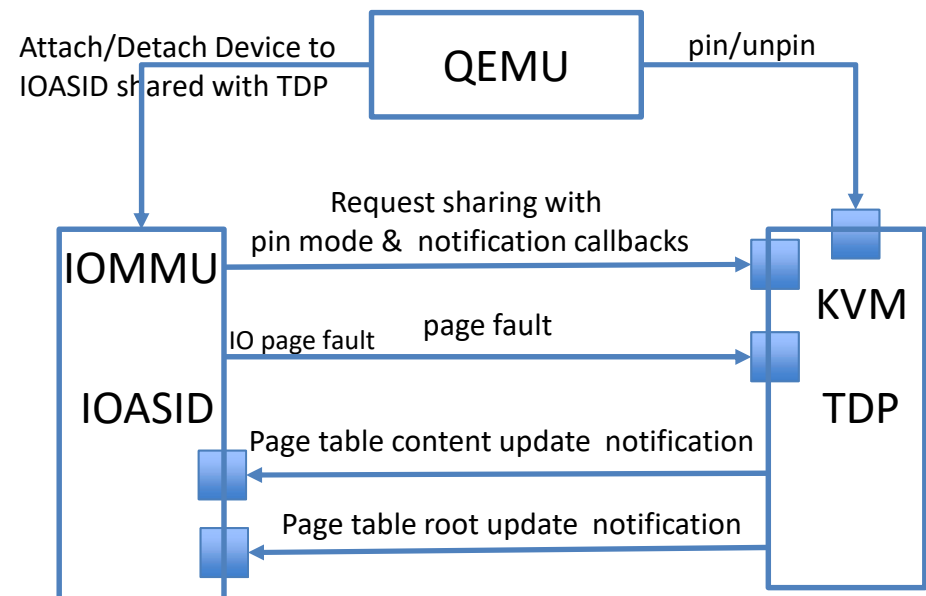 Attach/Detach Device to
IOASID shared with TDP
QEMU
pin/unpin
Request sharing with
pin mode & notification callbacks
IOMMU
KVM
IO page fault
page fault
IOASID
TDP
Page table content update notification
Page table root update notification